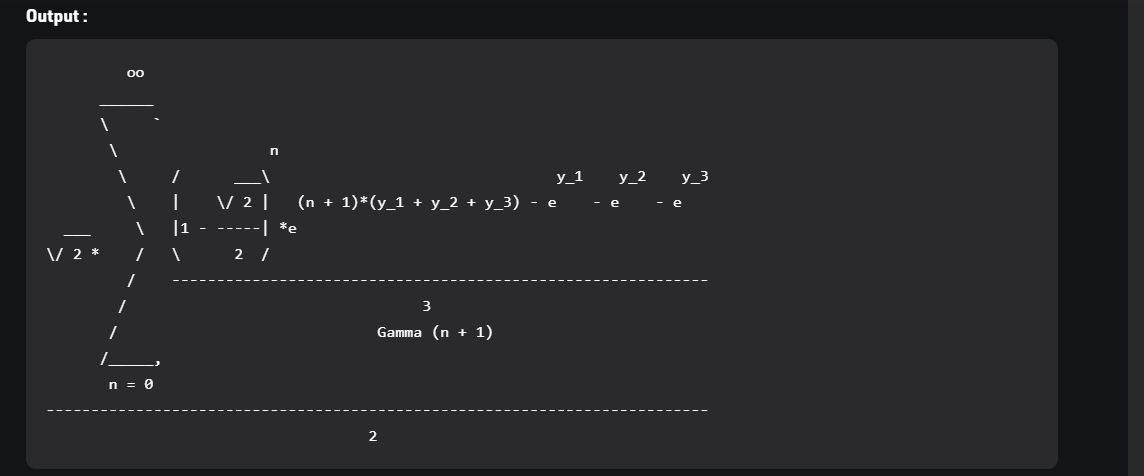 Output :
oo
______
\     `
 \                 n
  \     /      ___\                                y_1    y_2    y_3
   \    |    \/ 2 |   (n + 1)*(y_1 + y_2 + y_3) - e    - e    - e
___     \   |1 - -----| *e
\/ 2 *    /   \      2  /
/    ------------------------------------------------------------
/                                 3
/                            Gamma (n + 1)
/_____,
n = 0
--------------------------------------------------------------------------
2